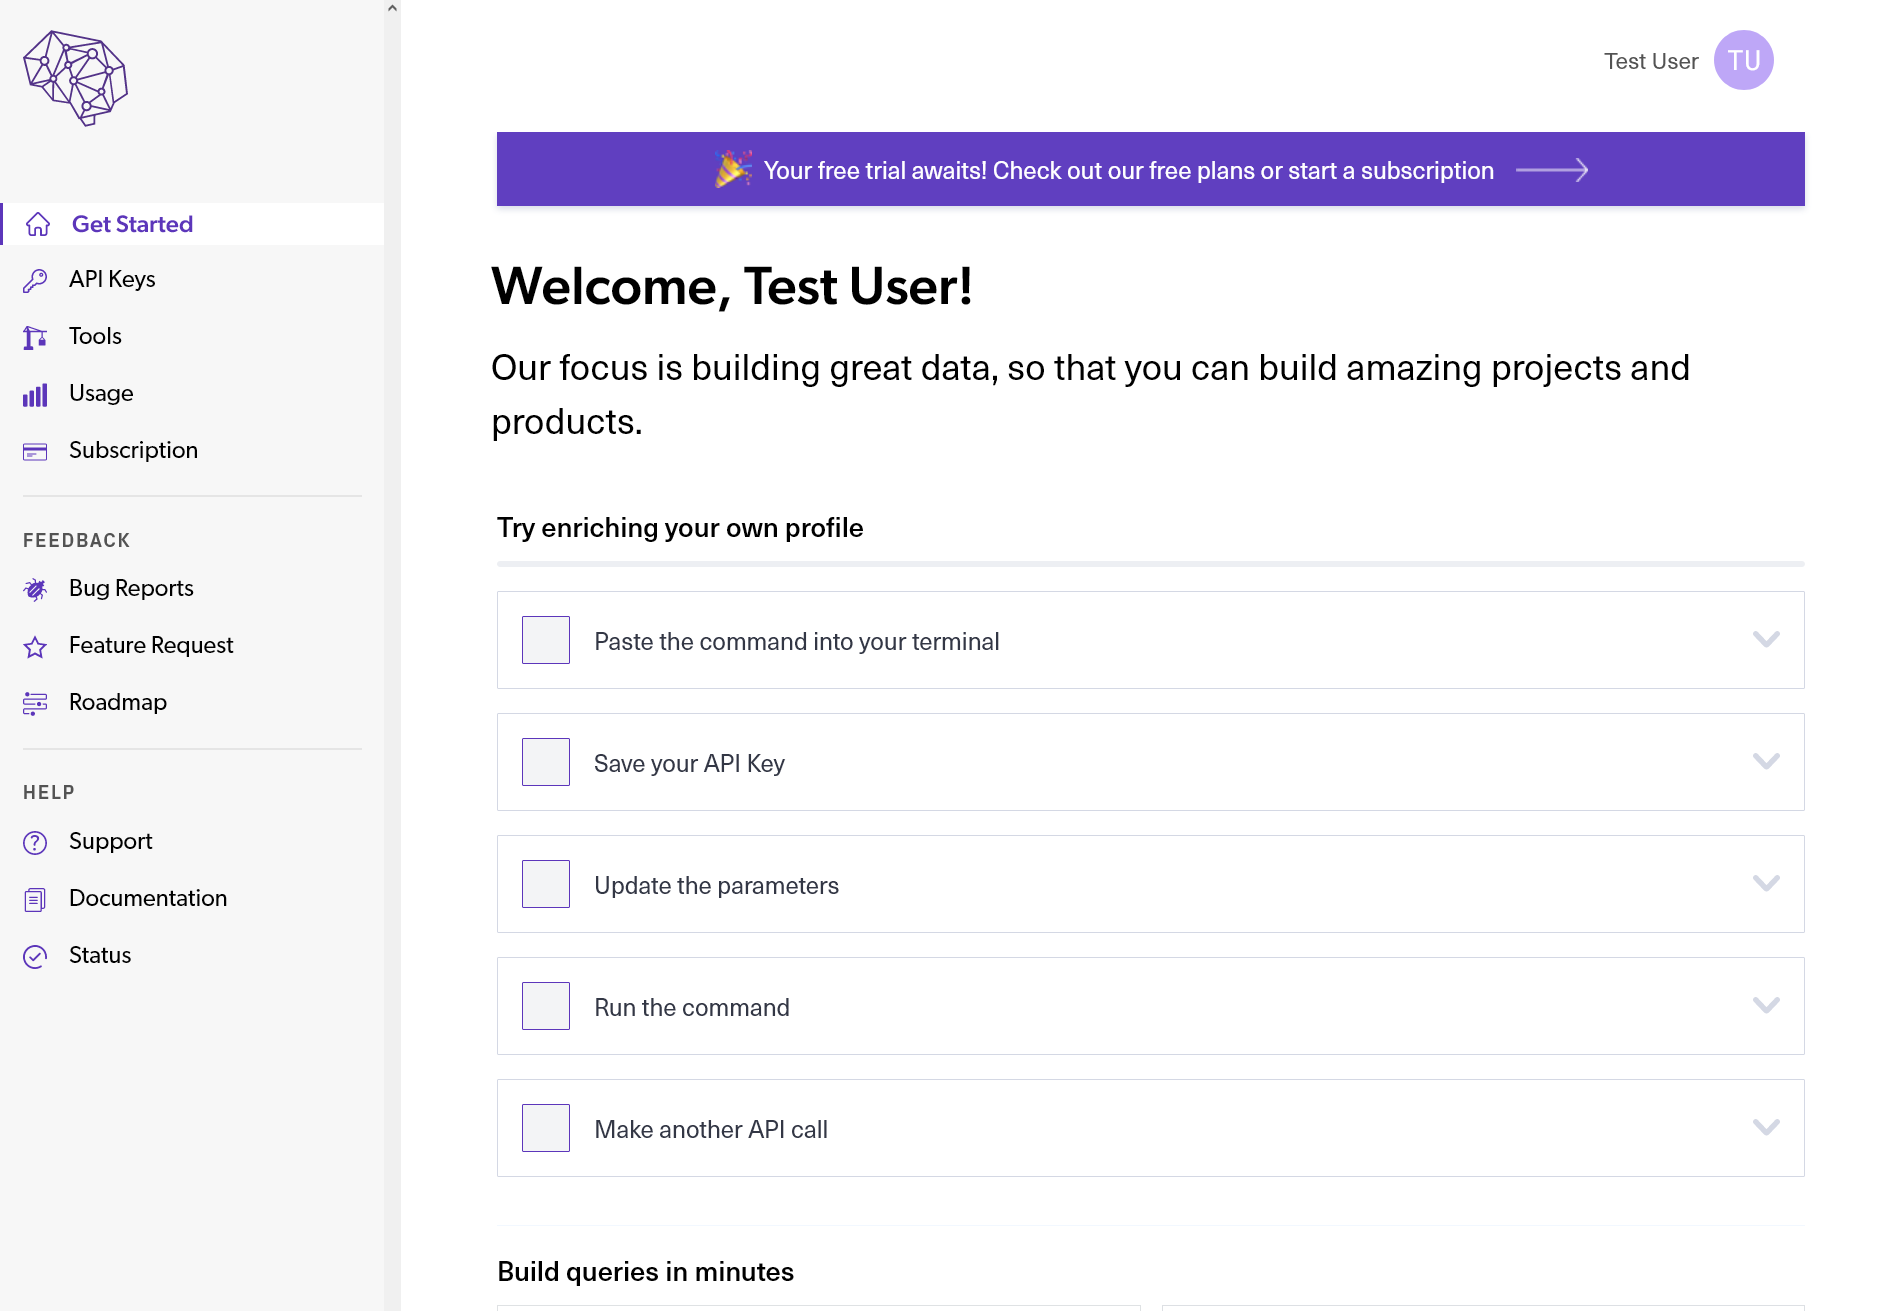 Test User
TU
Your free trial awaits! Check out our free plans or start a subscription
Get Started
API Keys
Tools
Usage
Subscription
FEEDBACK
Bug Reports
Feature Request
Roadmap
HELP
Support
Documentation
Status
Welcome, Test User!
Our focus is building great data, so that you can build amazing projects and
products.
Try enriching your own profile
Paste the command into your terminal
Save your API Key
Update the parameters
Run the command
Make another API call
Build queries in minutes